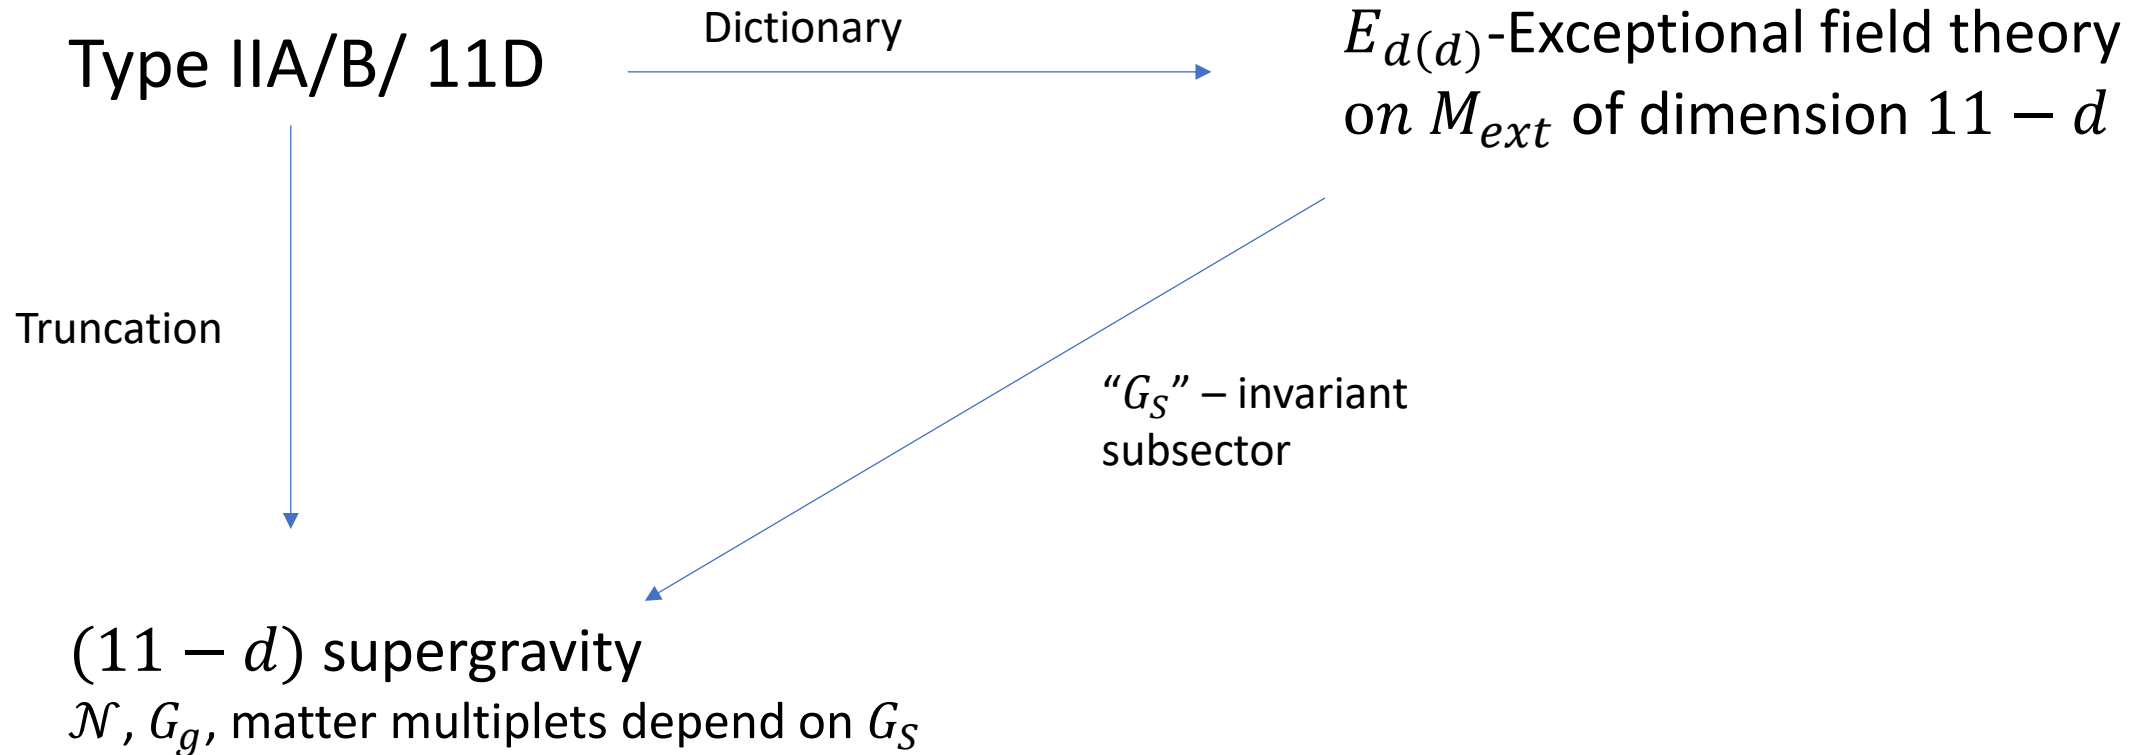 Type IIA/B/ 11D
Dictionary
$E_{d(d)}$-Exceptional field theory
on $M_{ext}$ of dimension $11 - d$
Truncation
“$G_S$” – invariant
subsector
$(11 - d)$ supergravity
$\mathcal{N}$, $G_g$, matter multiplets depend on $G_S$